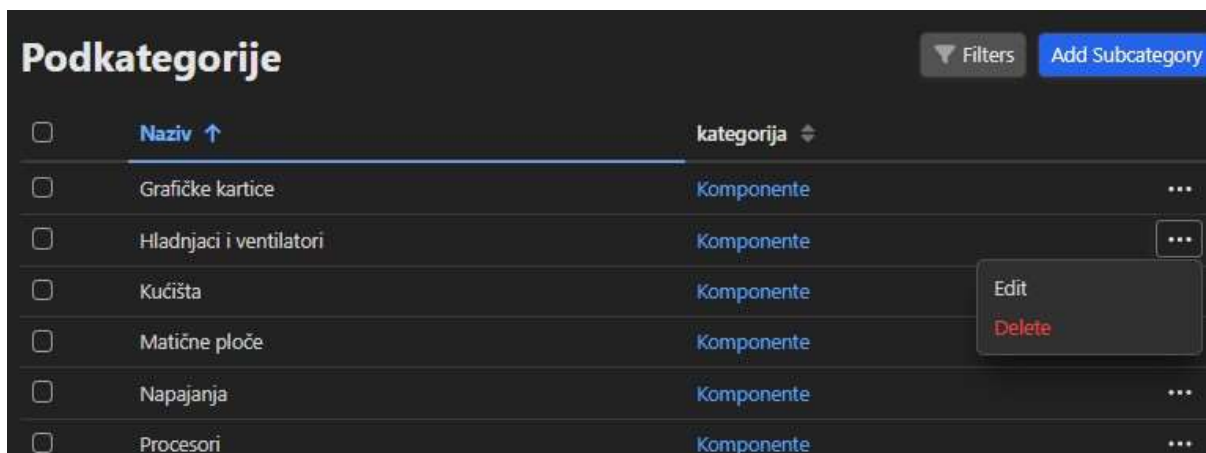 Podkategorije
Filters Add Subcategory
Naziv kategorija
Grafičke kartice Komponente
Hladnjaci i ventilatori Komponente
Kućišta Komponente
Edit
Matične ploče Komponente
Delete
Napajanja Komponente
Procesori Komponente